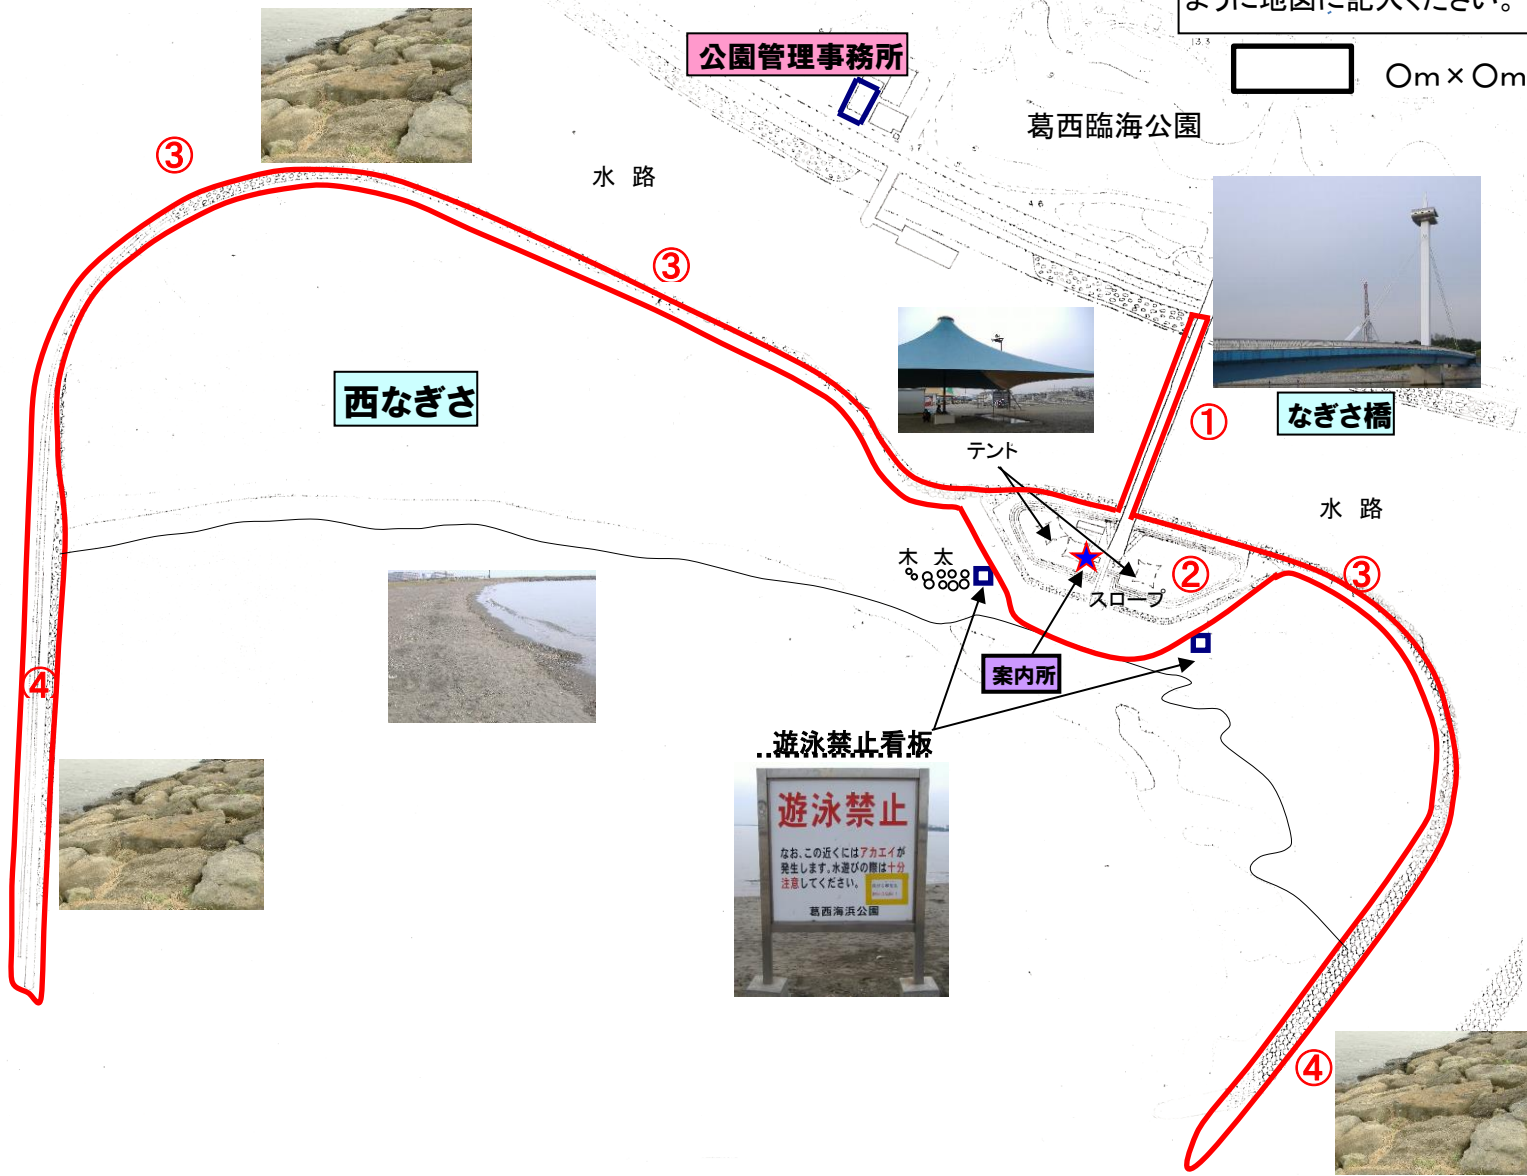 ように地図に記入ください。
○m×○m
公園管理事務所
葛西臨海公園
水 路
③
③
西なぎさ
テント
①
なぎさ橋
水 路
木 太
②
③
スロープ
案内所
④
遊泳禁止看板
遊泳禁止
なお、この近くにはアカエイが
発生します。水遊びの際は十分
注意してください。
葛西海浜公園
④